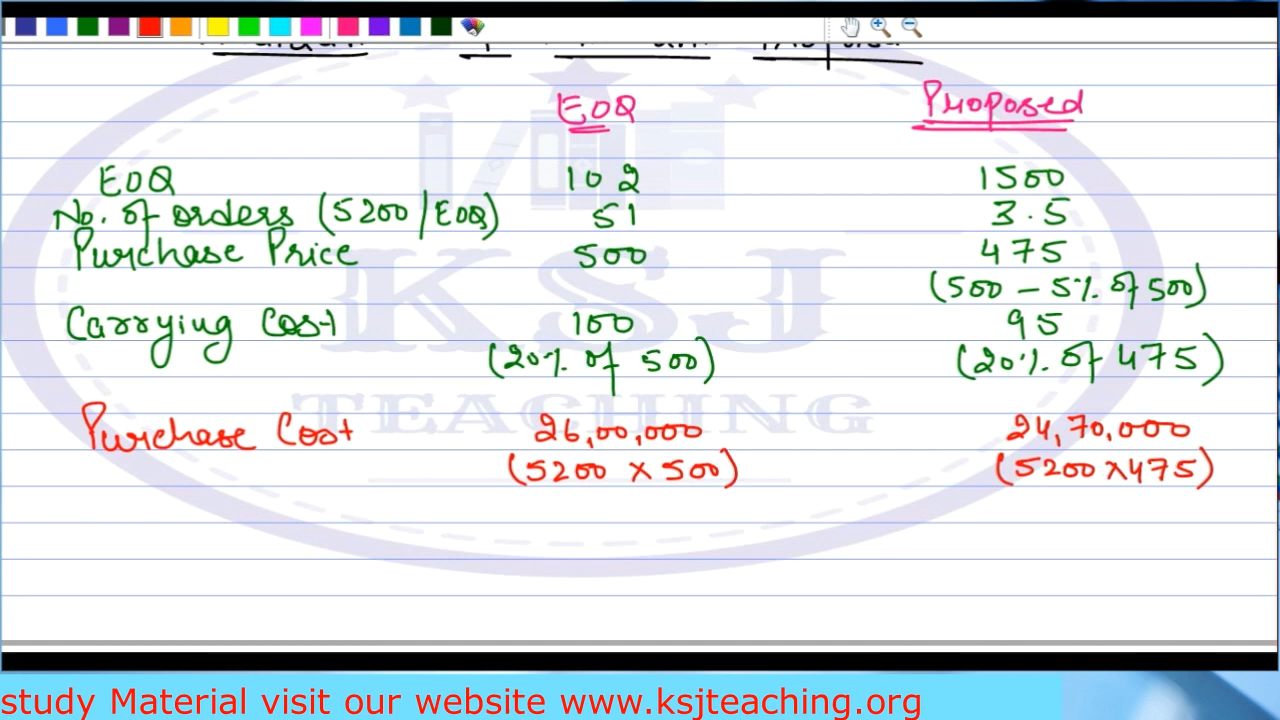 EOQ Proposed
EOQ 102 1500
No. of orders (5200/EOQ) 51 3.5
Purchase Price 500 475
(500 – 5% of 500)
Carrying Cost 100 95
(20% of 500) (20% of 475)
Purchase Cost 26,00,000 24,70,000
(5200 × 500) (5200 × 475)
KSJ
TEACHING
study Material visit our website www.ksjteaching.org